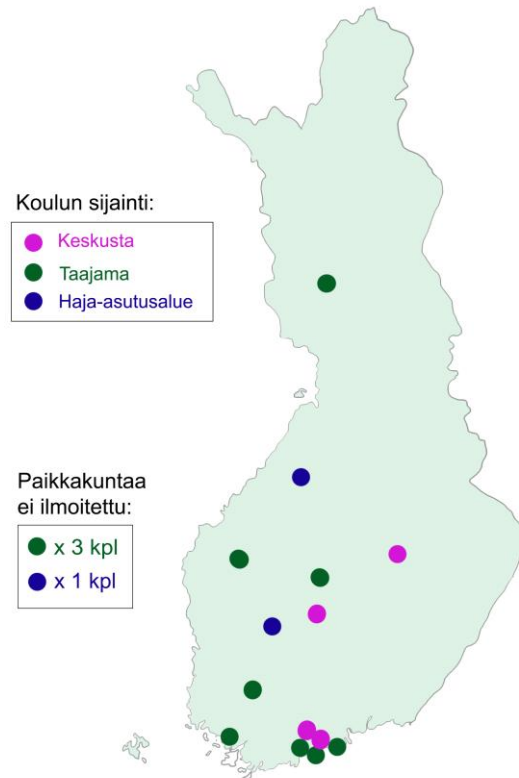 Koulun sijainti:
Keskusta
Taajama
Haja-asutusalue
Paikkakuntaa
ei ilmoitettu:
x 3 kpl
x 1 kpl